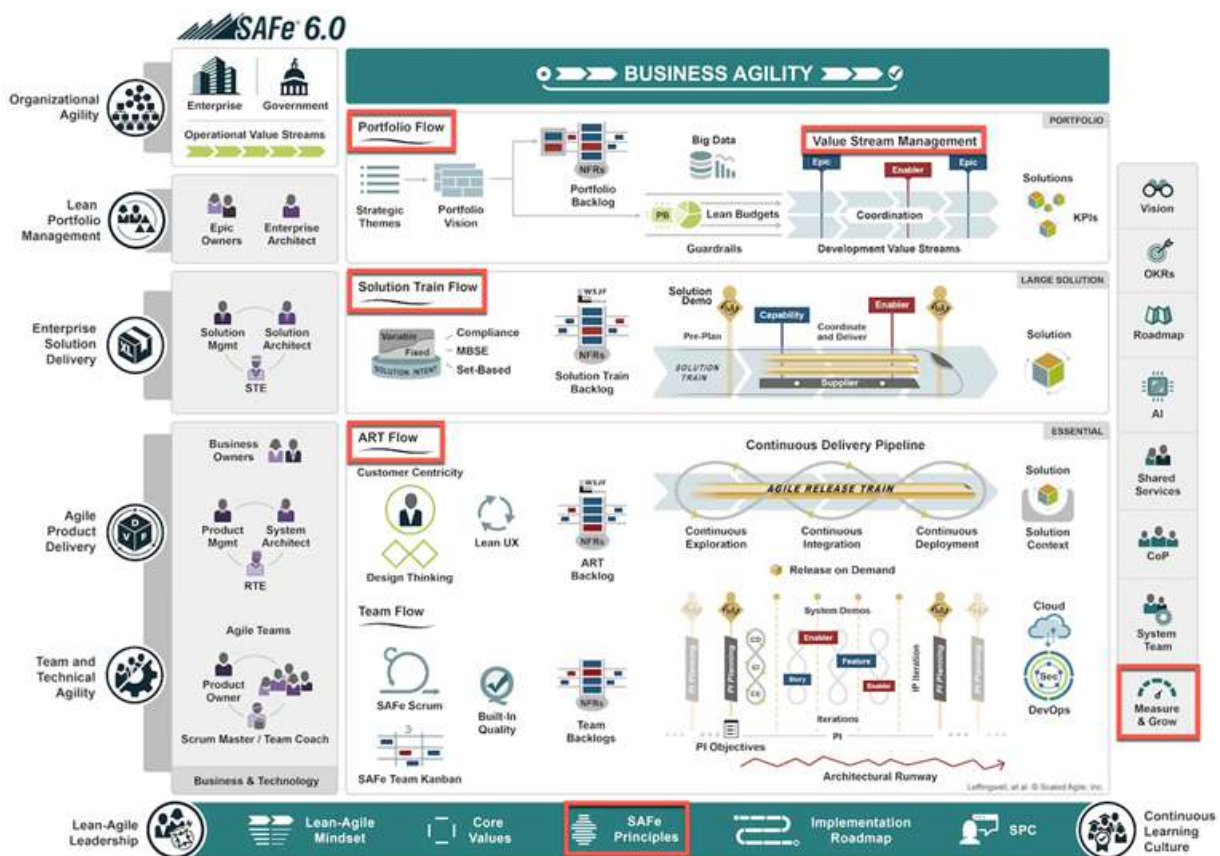 SAFe® 6.0
Organizational
Agility
Enterprise
Government
Operational Value Streams
BUSINESS AGILITY
Lean
Portfolio
Management
Epic
Owners
Enterprise
Architect
Portfolio Flow
PORTFOLIO
Strategic
Themes
Portfolio
Vision
NFRs
Portfolio
Backlog
Big Data
PB
Lean Budgets
Guardrails
Value Stream Management
Epic
Enabler
Epic
Coordination
Development Value Streams
Solutions
KPIs
Enterprise
Solution
Delivery
XL
Solution
Mgmt
Solution
Architect
STE
Solution Train Flow
LARGE SOLUTION
Variable
Fixed
SOLUTION INTENT
Compliance
MBSE
Set-Based
WSJF
NFRs
Solution Train
Backlog
Solution
Demo
Pre-Plan
Capability
Coordinate
and Deliver
Enabler
SOLUTION
TRAIN
Supplier
Solution
Agile
Product
Delivery
D
V
F
Business
Owners
Product
Mgmt
System
Architect
RTE
ART Flow
ESSENTIAL
Customer Centricity
Lean UX
Design Thinking
WSJF
NFRs
ART
Backlog
Continuous Delivery Pipeline
AGILE RELEASE TRAIN
Continuous
Exploration
Continuous
Integration
Continuous
Deployment
Release on Demand
Solution
Solution
Context
Team and
Technical
Agility
Agile Teams
Product
Owner
Scrum Master / Team Coach
Business & Technology
Team Flow
SAFe Scrum
Built-In
Quality
SAFe Team Kanban
NFRs
Team
Backlogs
System Demos
PI Planning
PI Planning
CD
CI
CE
Enabler
Story
Feature
Enabler
IP Iteration
PI Planning
PI Planning
Iterations
PI
PI Objectives
Architectural Runway
Cloud
Sec
DevOps
Leffingwell, et al. © Scaled Agile, Inc.
Vision
OKRs
Roadmap
AI
Shared
Services
CoP
System
Team
Measure
& Grow
Lean-Agile
Leadership
Lean-Agile
Mindset
Core
Values
SAFe
Principles
Implementation
Roadmap
SPC
Continuous
Learning
Culture